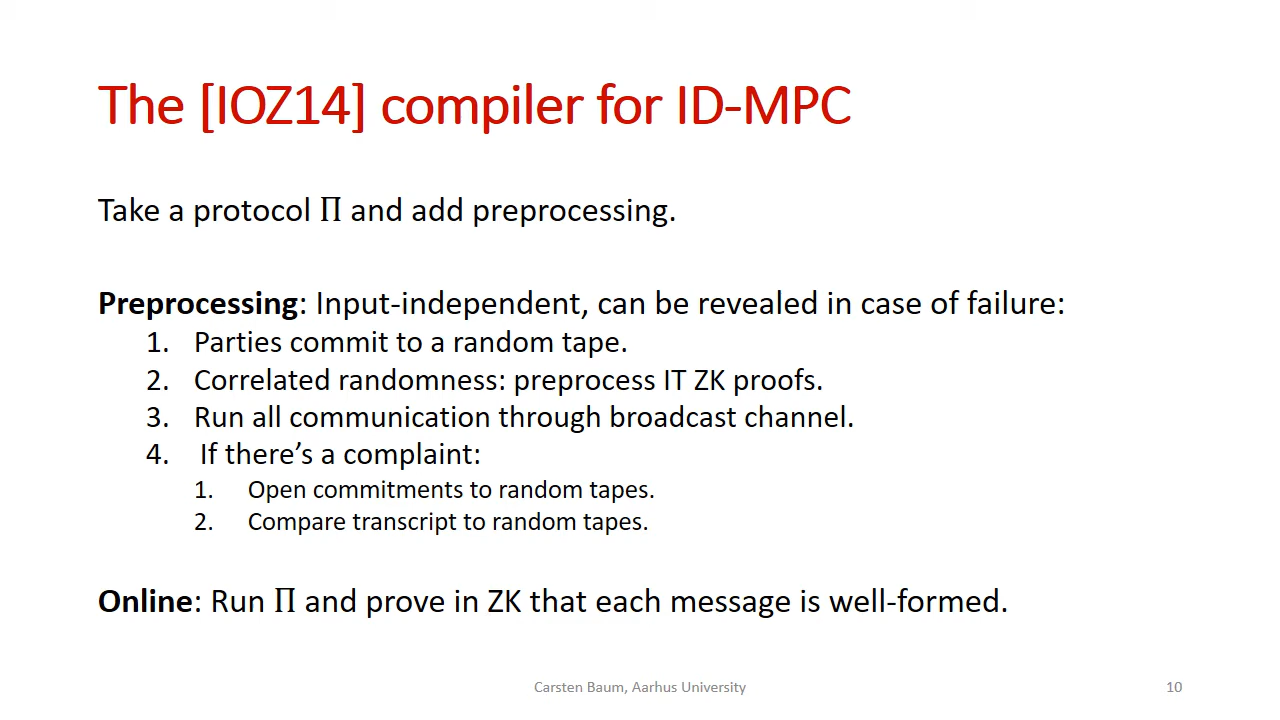 The [IOZ14] compiler for ID-MPC
Take a protocol Π and add preprocessing.
Preprocessing: Input-independent, can be revealed in case of failure:
1. Parties commit to a random tape.
2. Correlated randomness: preprocess IT ZK proofs.
3. Run all communication through broadcast channel.
4. If there’s a complaint:
1. Open commitments to random tapes.
2. Compare transcript to random tapes.
Online: Run Π and prove in ZK that each message is well-formed.
Carsten Baum, Aarhus University
10